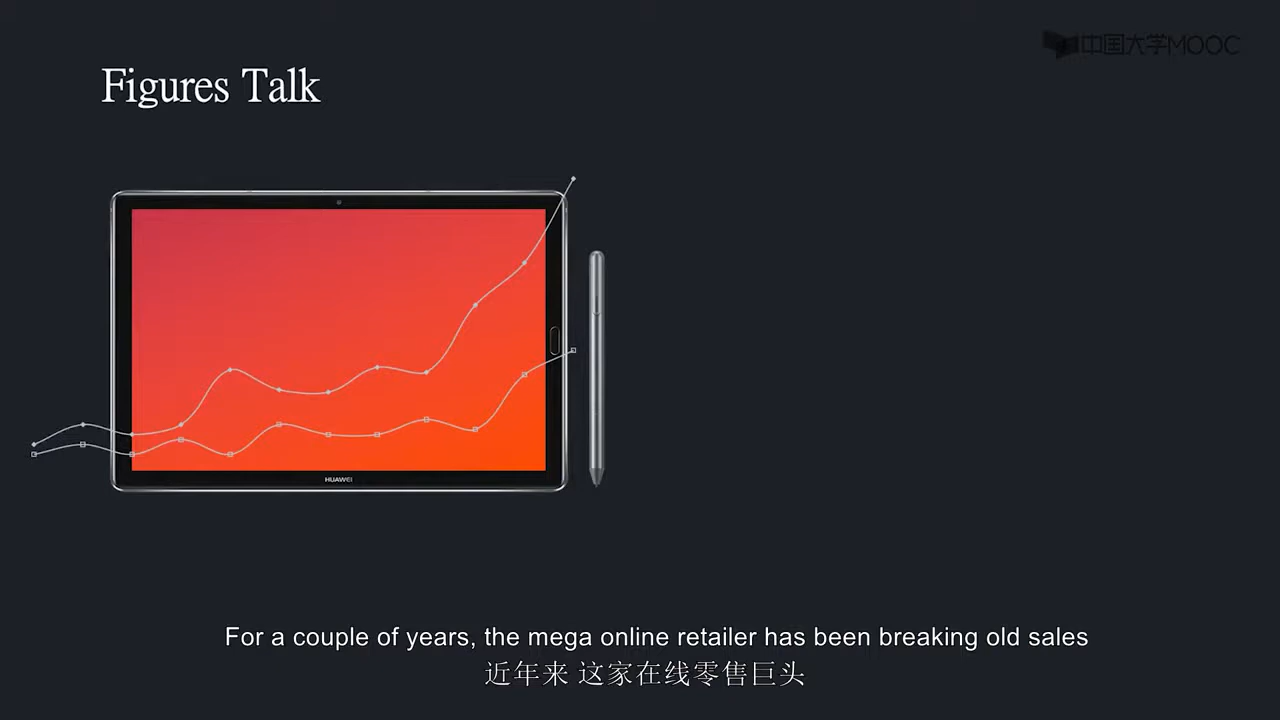 中国大学MOOC
Figures Talk
HUAWEI
For a couple of years, the mega online retailer has been breaking old sales
近年来 这家在线零售巨头